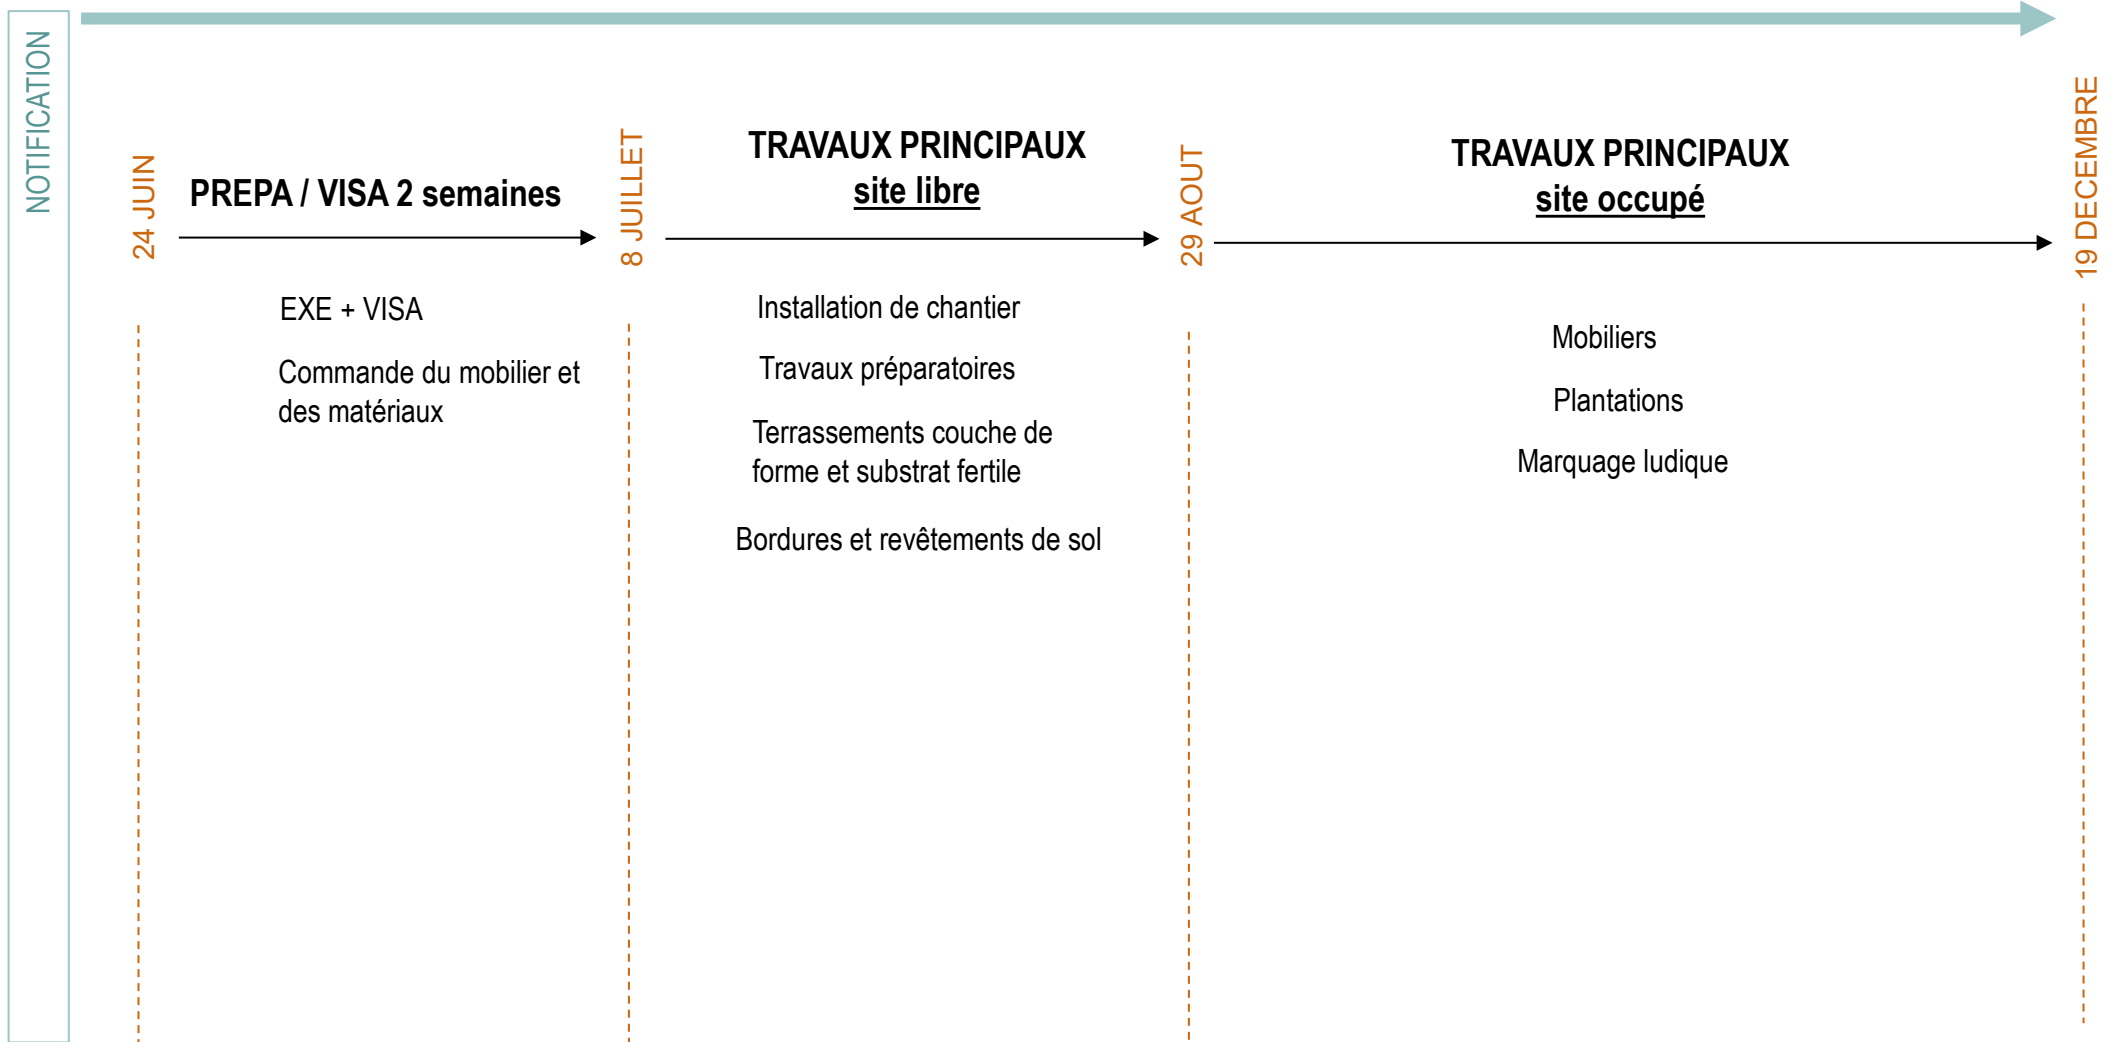 NOTIFICATION
24 JUIN
PREPA / VISA 2 semaines
EXE + VISA
Commande du mobilier et
des matériaux
8 JUILLET
TRAVAUX PRINCIPAUX
site libre
Installation de chantier
Travaux préparatoires
Terrassements couche de
forme et substrat fertile
Bordures et revêtements de sol
29 AOUT
TRAVAUX PRINCIPAUX
site occupé
Mobiliers
Plantations
Marquage ludique
19 DECEMBRE